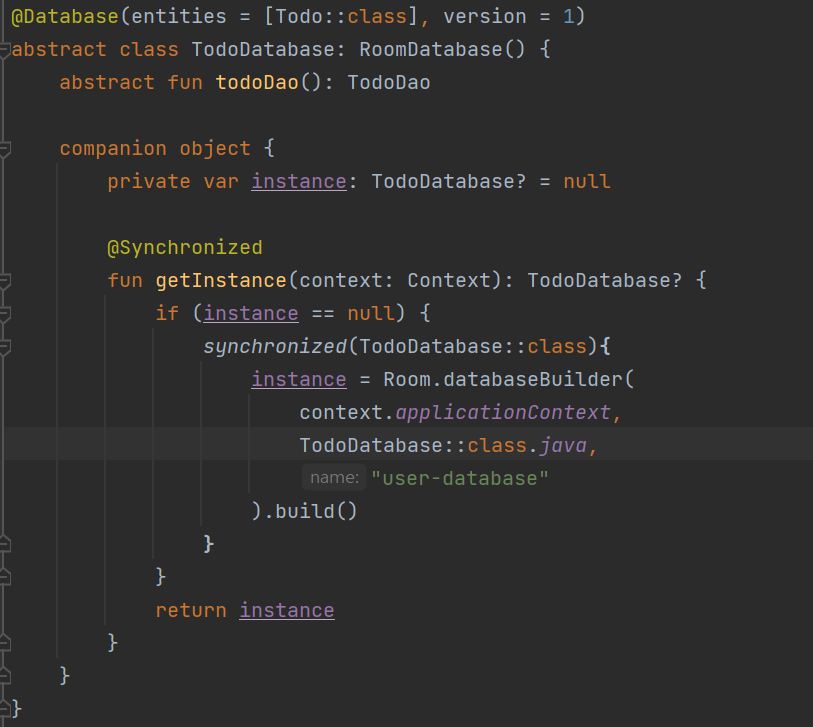 @Database(entities = [Todo::class], version = 1)
abstract class TodoDatabase: RoomDatabase() {
    abstract fun todoDao(): TodoDao

    companion object {
        private var instance: TodoDatabase? = null

        @Synchronized
        fun getInstance(context: Context): TodoDatabase? {
            if (instance == null) {
                synchronized(TodoDatabase::class){
                    instance = Room.databaseBuilder(
                        context.applicationContext,
                        TodoDatabase::class.java,
                        name: "user-database"
                    ).build()
                }
            }
            return instance
        }
    }
}